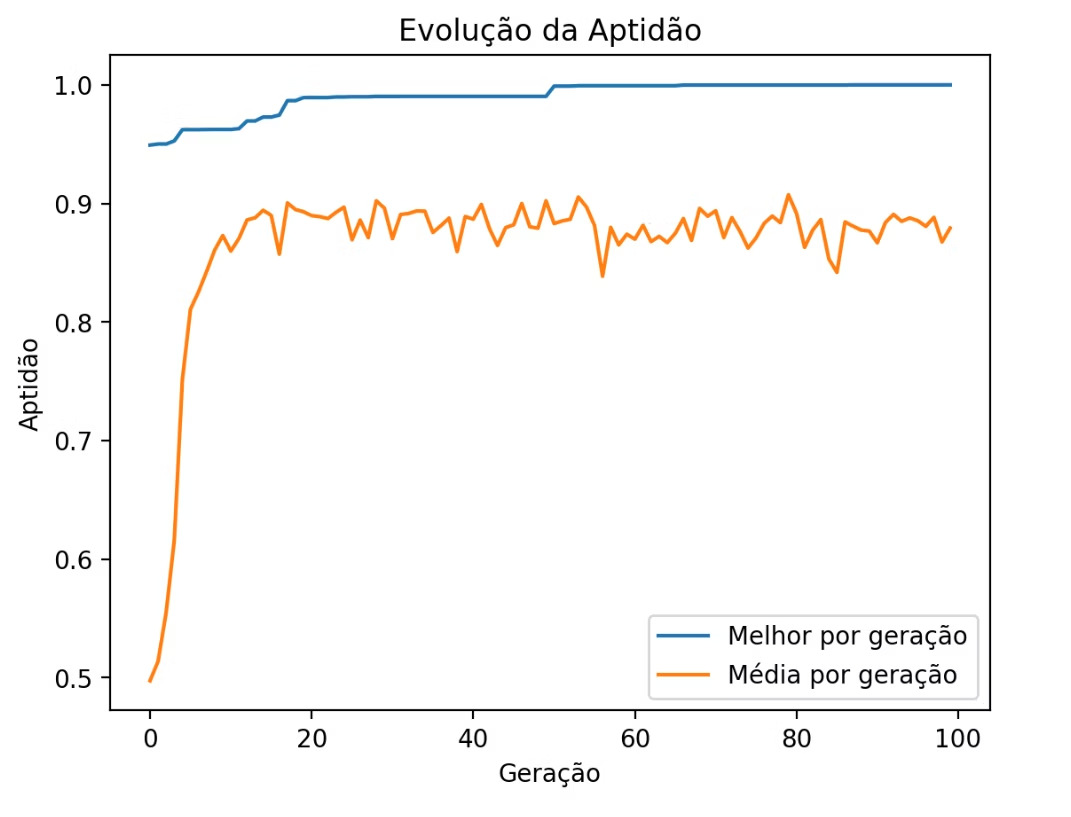 Evolução da Aptidão
1.0
0.9
0.8
0.7
0.6
0.5
Aptidão
Melhor por geração
Média por geração
0 20 40 60 80 100
Geração